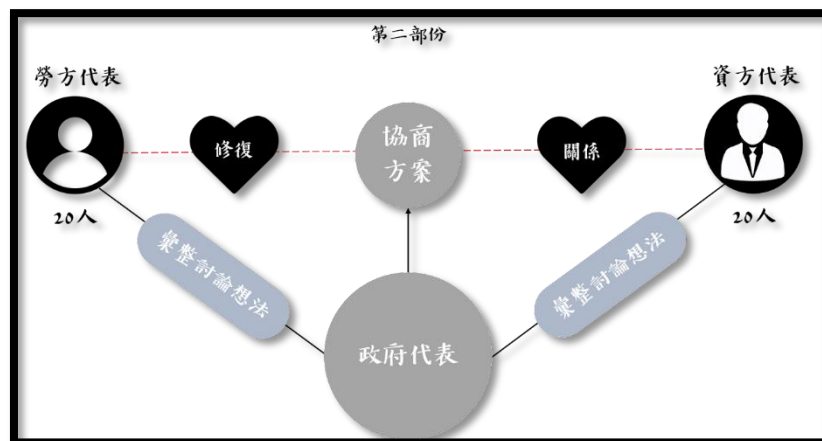 第二部份
勞方代表
資方代表
修復
協商
方案
關係
20人
20人
彙整討論想法
彙整討論想法
政府代表